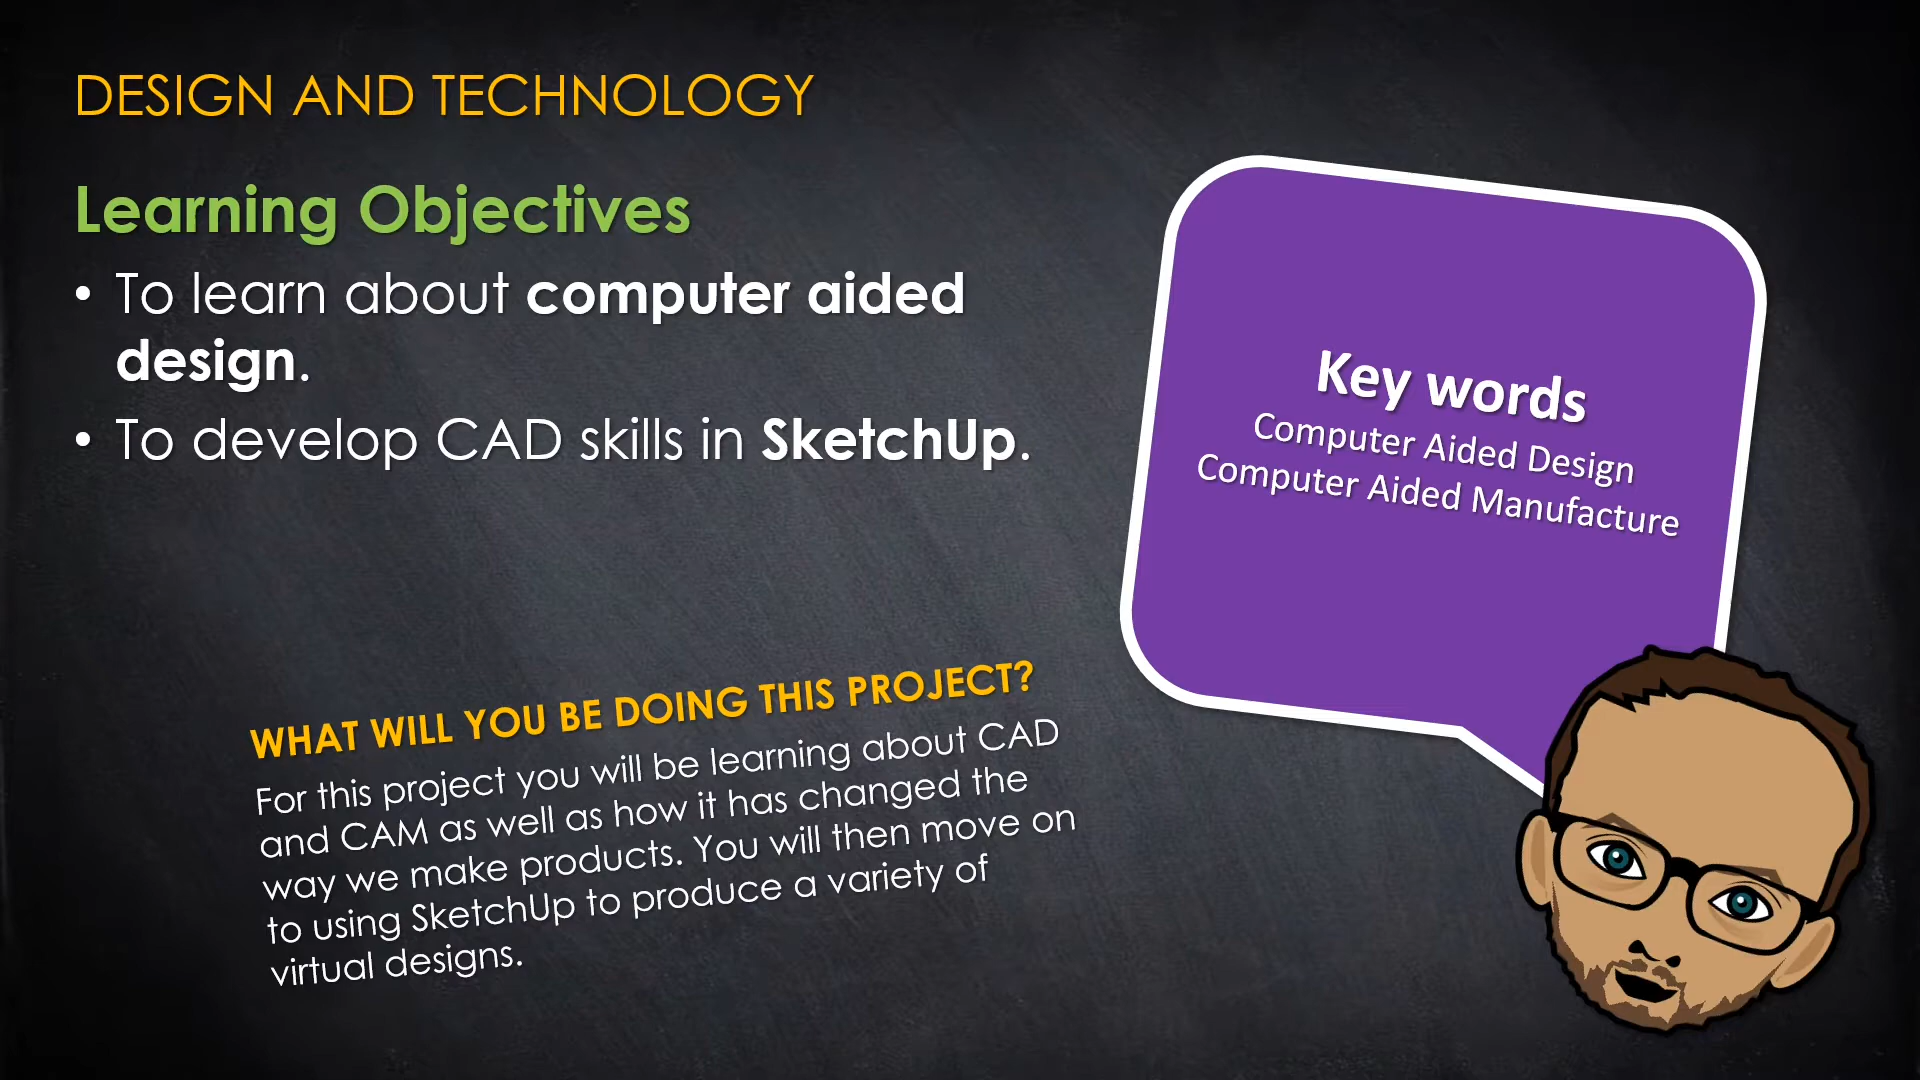 DESIGN AND TECHNOLOGY
Learning Objectives
• To learn about computer aided
design.
• To develop CAD skills in SketchUp.
Key words
Computer Aided Design
Computer Aided Manufacture
WHAT WILL YOU BE DOING THIS PROJECT?
For this project you will be learning about CAD
and CAM as well as how it has changed the
way we make products. You will then move on
to using SketchUp to produce a variety of
virtual designs.